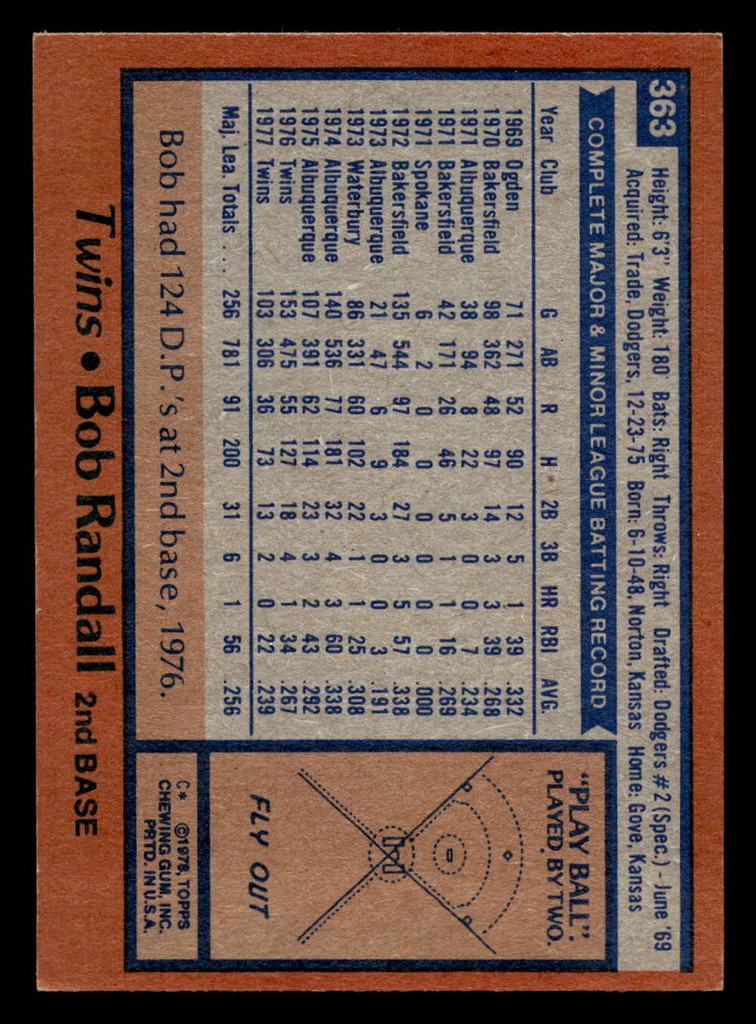 363
Height: 6'3" Weight: 180 Bats: Right Throws: Right Drafted: Dodgers #2 (Spec.) - June '69
Acquired: Trade, Dodgers, 12-23-75 Born: 6-10-48, Norton, Kansas Home: Gove, Kansas
COMPLETE MAJOR & MINOR LEAGUE BATTING RECORD
Year Club G AB R H 2B 3B HR RBI AVG.
1969 Ogden 71 271 52 90 12 5 1 39 .332
1970 Bakersfield 98 362 48 97 14 3 3 39 .268
1971 Albuquerque 38 94 8 22 3 1 0 7 .234
1971 Bakersfield 42 171 26 46 5 1 1 16 .269
1971 Spokane 6 2 0 0 0 0 0 0 .000
1972 Bakersfield 135 544 97 184 27 3 5 57 .338
1973 Albuquerque 21 47 6 9 3 0 0 3 .191
1973 Waterbury 86 331 60 102 22 1 1 25 .308
1974 Albuquerque 140 536 77 181 32 4 3 60 .338
1975 Albuquerque 107 391 62 114 23 3 2 43 .292
1976 Twins 153 475 55 127 18 4 1 34 .267
1977 Twins 103 306 36 73 13 2 0 22 .239
Maj. Lea. Totals .... 256 781 91 200 31 6 1 56 .256
Bob had 124 D.P.'s at 2nd base, 1976.
"PLAY BALL".
PLAYED BY TWO.
FLY OUT
C* ©1978, TOPPS
CHEWING GUM, INC.
PRTD. IN U.S.A.
Twins • Bob Randall 2nd BASE